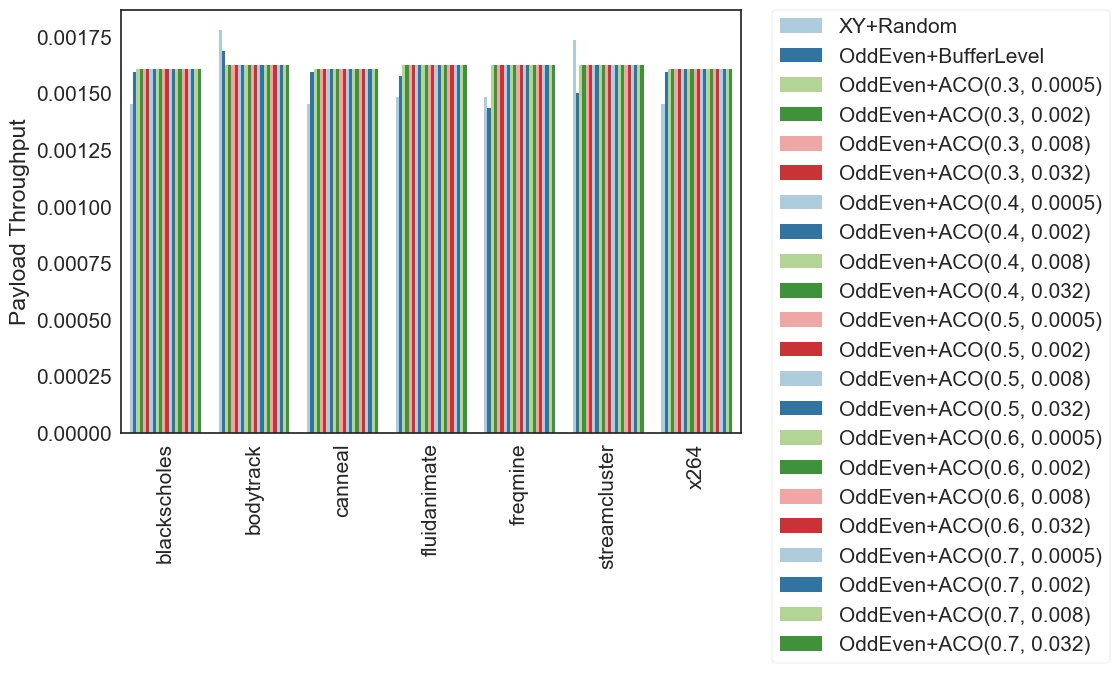 Payload Throughput
0.00175
0.00150
0.00125
0.00100
0.00075
0.00050
0.00025
0.00000
blackscholes
bodytrack
canneal
fluidanimate
freqmine
streamcluster
x264
XY+Random
OddEven+BufferLevel
OddEven+ACO(0.3, 0.0005)
OddEven+ACO(0.3, 0.002)
OddEven+ACO(0.3, 0.008)
OddEven+ACO(0.3, 0.032)
OddEven+ACO(0.4, 0.0005)
OddEven+ACO(0.4, 0.002)
OddEven+ACO(0.4, 0.008)
OddEven+ACO(0.4, 0.032)
OddEven+ACO(0.5, 0.0005)
OddEven+ACO(0.5, 0.002)
OddEven+ACO(0.5, 0.008)
OddEven+ACO(0.5, 0.032)
OddEven+ACO(0.6, 0.0005)
OddEven+ACO(0.6, 0.002)
OddEven+ACO(0.6, 0.008)
OddEven+ACO(0.6, 0.032)
OddEven+ACO(0.7, 0.0005)
OddEven+ACO(0.7, 0.002)
OddEven+ACO(0.7, 0.008)
OddEven+ACO(0.7, 0.032)